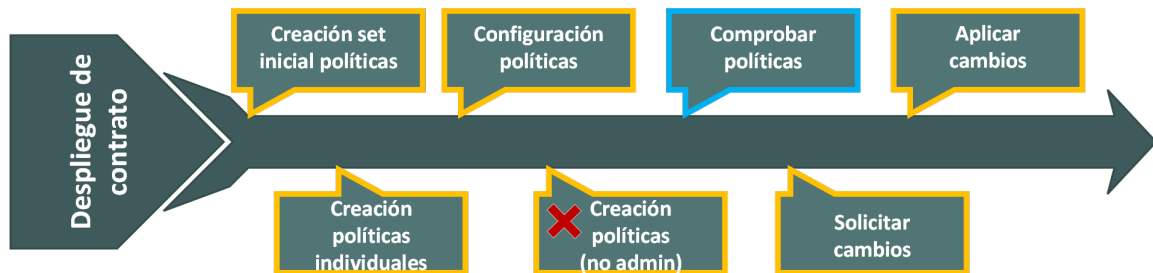 Despliegue de
contrato
Creación set
inicial políticas
Configuración
políticas
Comprobar
políticas
Aplicar
cambios
Creación
políticas
individuales
Creación
políticas
(no admin)
Solicitar
cambios